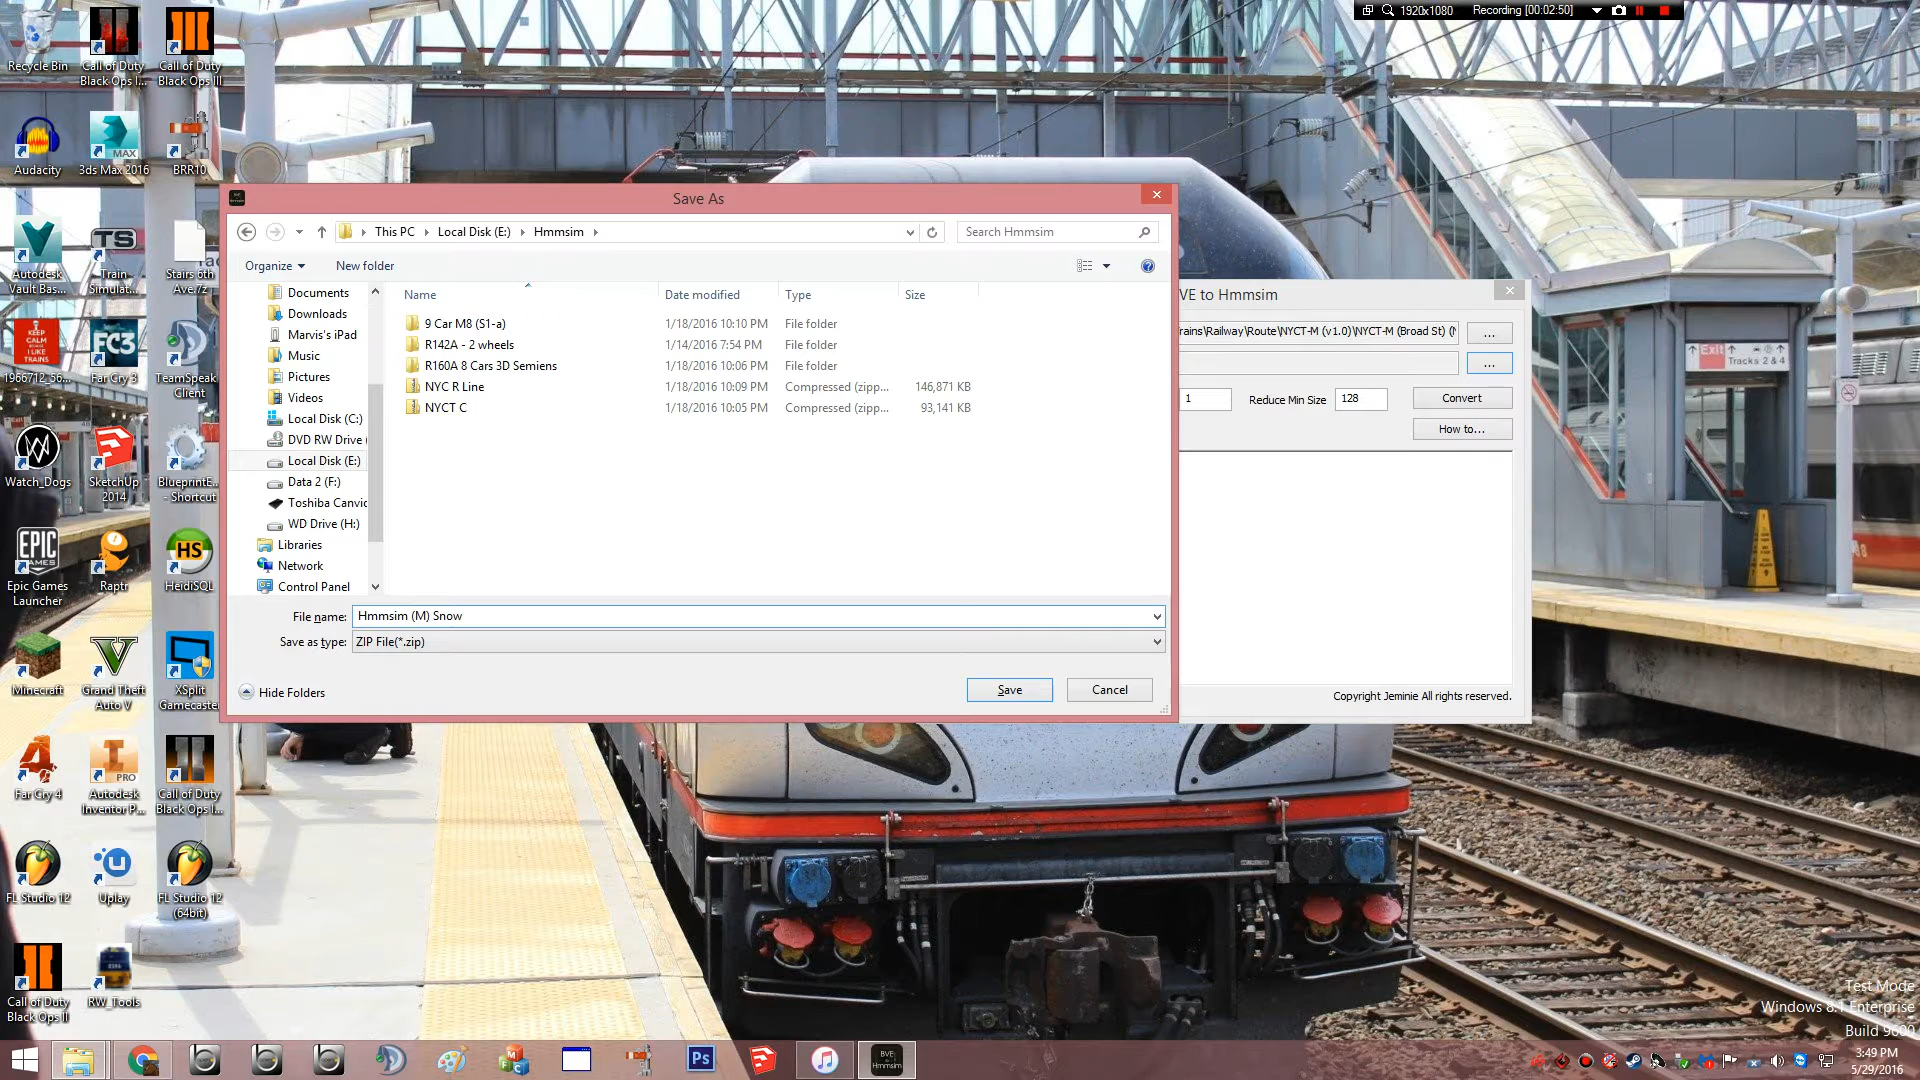 1920x1080
Recording [00:02:50]
Recycle Bin
Call of Duty
Black Ops I...
Call of Duty
Black Ops III
Audacity
3ds Max 2016
BRR10
Autodesk
Vault Bas...
Train
Simulat...
Stairs 6th
Ave.7z
1966712_56...
Far Cry 3
TeamSpeak
Client
Watch_Dogs
SketchUp
2014
BlueprintE...
- Shortcut
Epic Games
Launcher
Raptr
HeidiSQL
Minecraft
Grand Theft
Auto V
XSplit
Gamecaster
Far Cry 4
Autodesk
Inventor P...
Call of Duty
Black Ops I...
FL Studio 12
Uplay
FL Studio 12
(64bit)
Call of Duty
Black Ops II
RW_Tools
Save As
This PC
Local Disk (E:)
Hmmsim
Search Hmmsim
Organize
New folder
Documents
Downloads
Marvis's iPad
Music
Pictures
Videos
Local Disk (C:)
DVD RW Drive (
Local Disk (E:)
Data 2 (F:)
Toshiba Canvio
WD Drive (H:)
Libraries
Network
Control Panel
Name Date modified Type Size
9 Car M8 (S1-a) 1/18/2016 10:10 PM File folder
R142A - 2 wheels 1/14/2016 7:54 PM File folder
R160A 8 Cars 3D Semiens 1/18/2016 10:06 PM File folder
NYC R Line 1/18/2016 10:09 PM Compressed (zipp... 146,871 KB
NYCT C 1/18/2016 10:05 PM Compressed (zipp... 93,141 KB
File name: Hmmsim (M) Snow
Save as type: ZIP File(*.zip)
Hide Folders
Save
Cancel
VE to Hmmsim
rains\Railway\Route\NYCT-M (v1.0)\NYCT-M (Broad St) (
...
...
1
Reduce Min Size
128
Convert
How to...
Copyright Jeminie All rights reserved.
Exit
Tracks 2 & 4
Test Mode
Windows 8.1 Enterprise
Build 9600
3:49 PM
5/29/2016